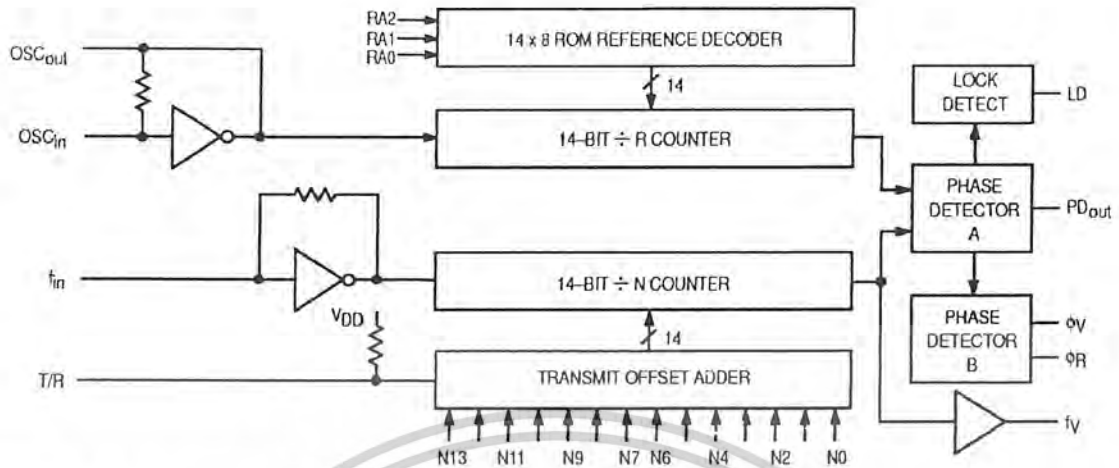 RA2
RA1
RA0
14 x 8 ROM REFERENCE DECODER
OSCout
14
LOCK
DETECT
LD
OSCin
14–BIT ÷ R COUNTER
PHASE
DETECTOR
A
PDout
fin
14–BIT ÷ N COUNTER
VDD
14
PHASE
DETECTOR
B
ϕV
ϕR
T/R
TRANSMIT OFFSET ADDER
fV
N13 N11 N9 N7 N6 N4 N2 N0